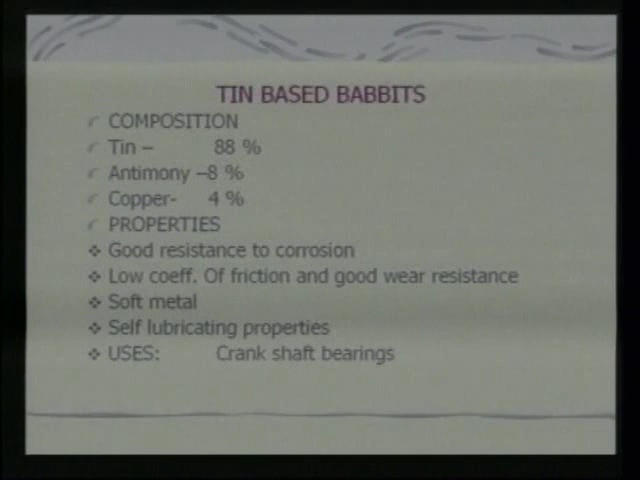 TIN BASED BABBITS
COMPOSITION
Tin – 88 %
Antimony –8 %
Copper- 4 %
PROPERTIES
Good resistance to corrosion
Low coeff. Of friction and good wear resistance
Soft metal
Self lubricating properties
USES: Crank shaft bearings